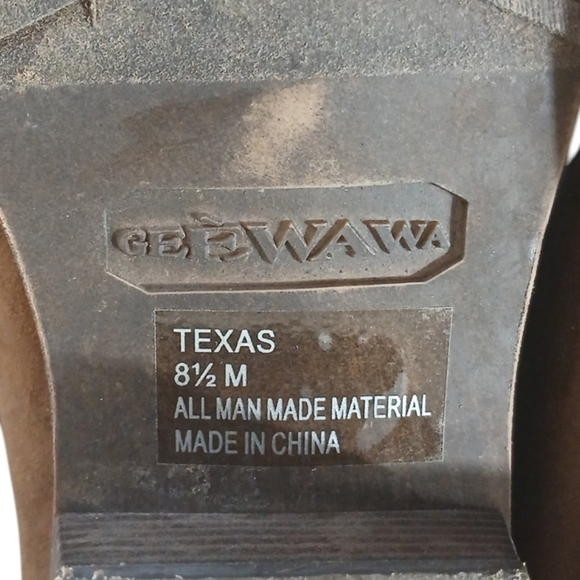 GEÈWAWA
TEXAS
8½ M
ALL MAN MADE MATERIAL
MADE IN CHINA